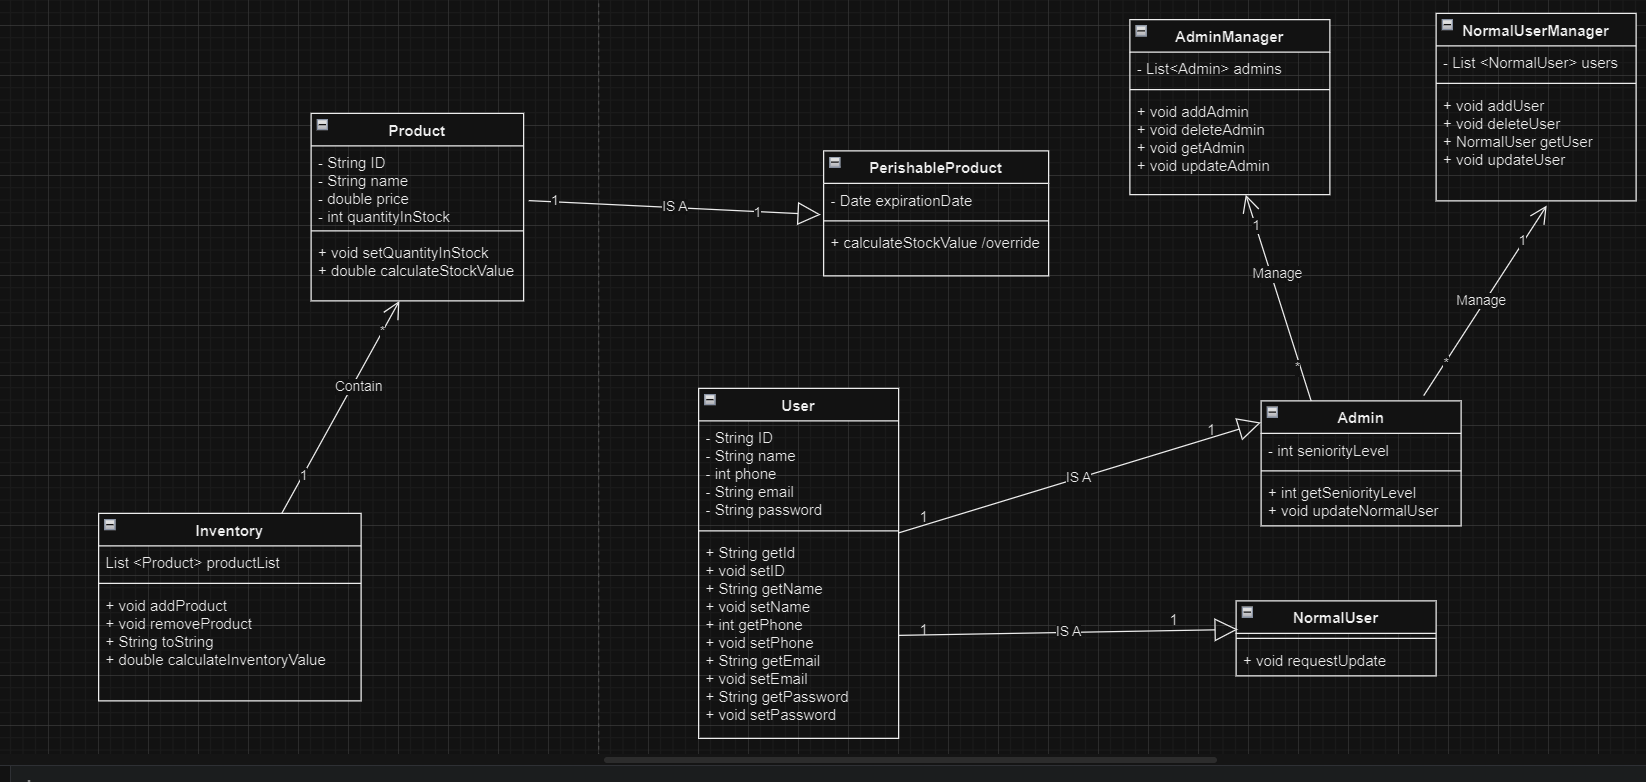 Product
- String ID
- String name
- double price
- int quantityInStock
+ void setQuantityInStock
+ double calculateStockValue
1
IS A
1
PerishableProduct
- Date expirationDate
+ calculateStockValue /override
AdminManager
- List<Admin> admins
+ void addAdmin
+ void deleteAdmin
+ void getAdmin
+ void updateAdmin
NormalUserManager
- List <NormalUser> users
+ void addUser
+ void deleteUser
+ NormalUser getUser
+ void updateUser
1
Manage
*
1
Manage
*
*
Contain
1
Inventory
List <Product> productList
+ void addProduct
+ void removeProduct
+ String toString
+ double calculateInventoryValue
User
- String ID
- String name
- int phone
- String email
- String password
+ String getId
+ void setID
+ String getName
+ void setName
+ int getPhone
+ void setPhone
+ String getEmail
+ void setEmail
+ String getPassword
+ void setPassword
1
IS A
1
Admin
- int seniorityLevel
+ int getSeniorityLevel
+ void updateNormalUser
1
IS A
1
NormalUser
+ void requestUpdate